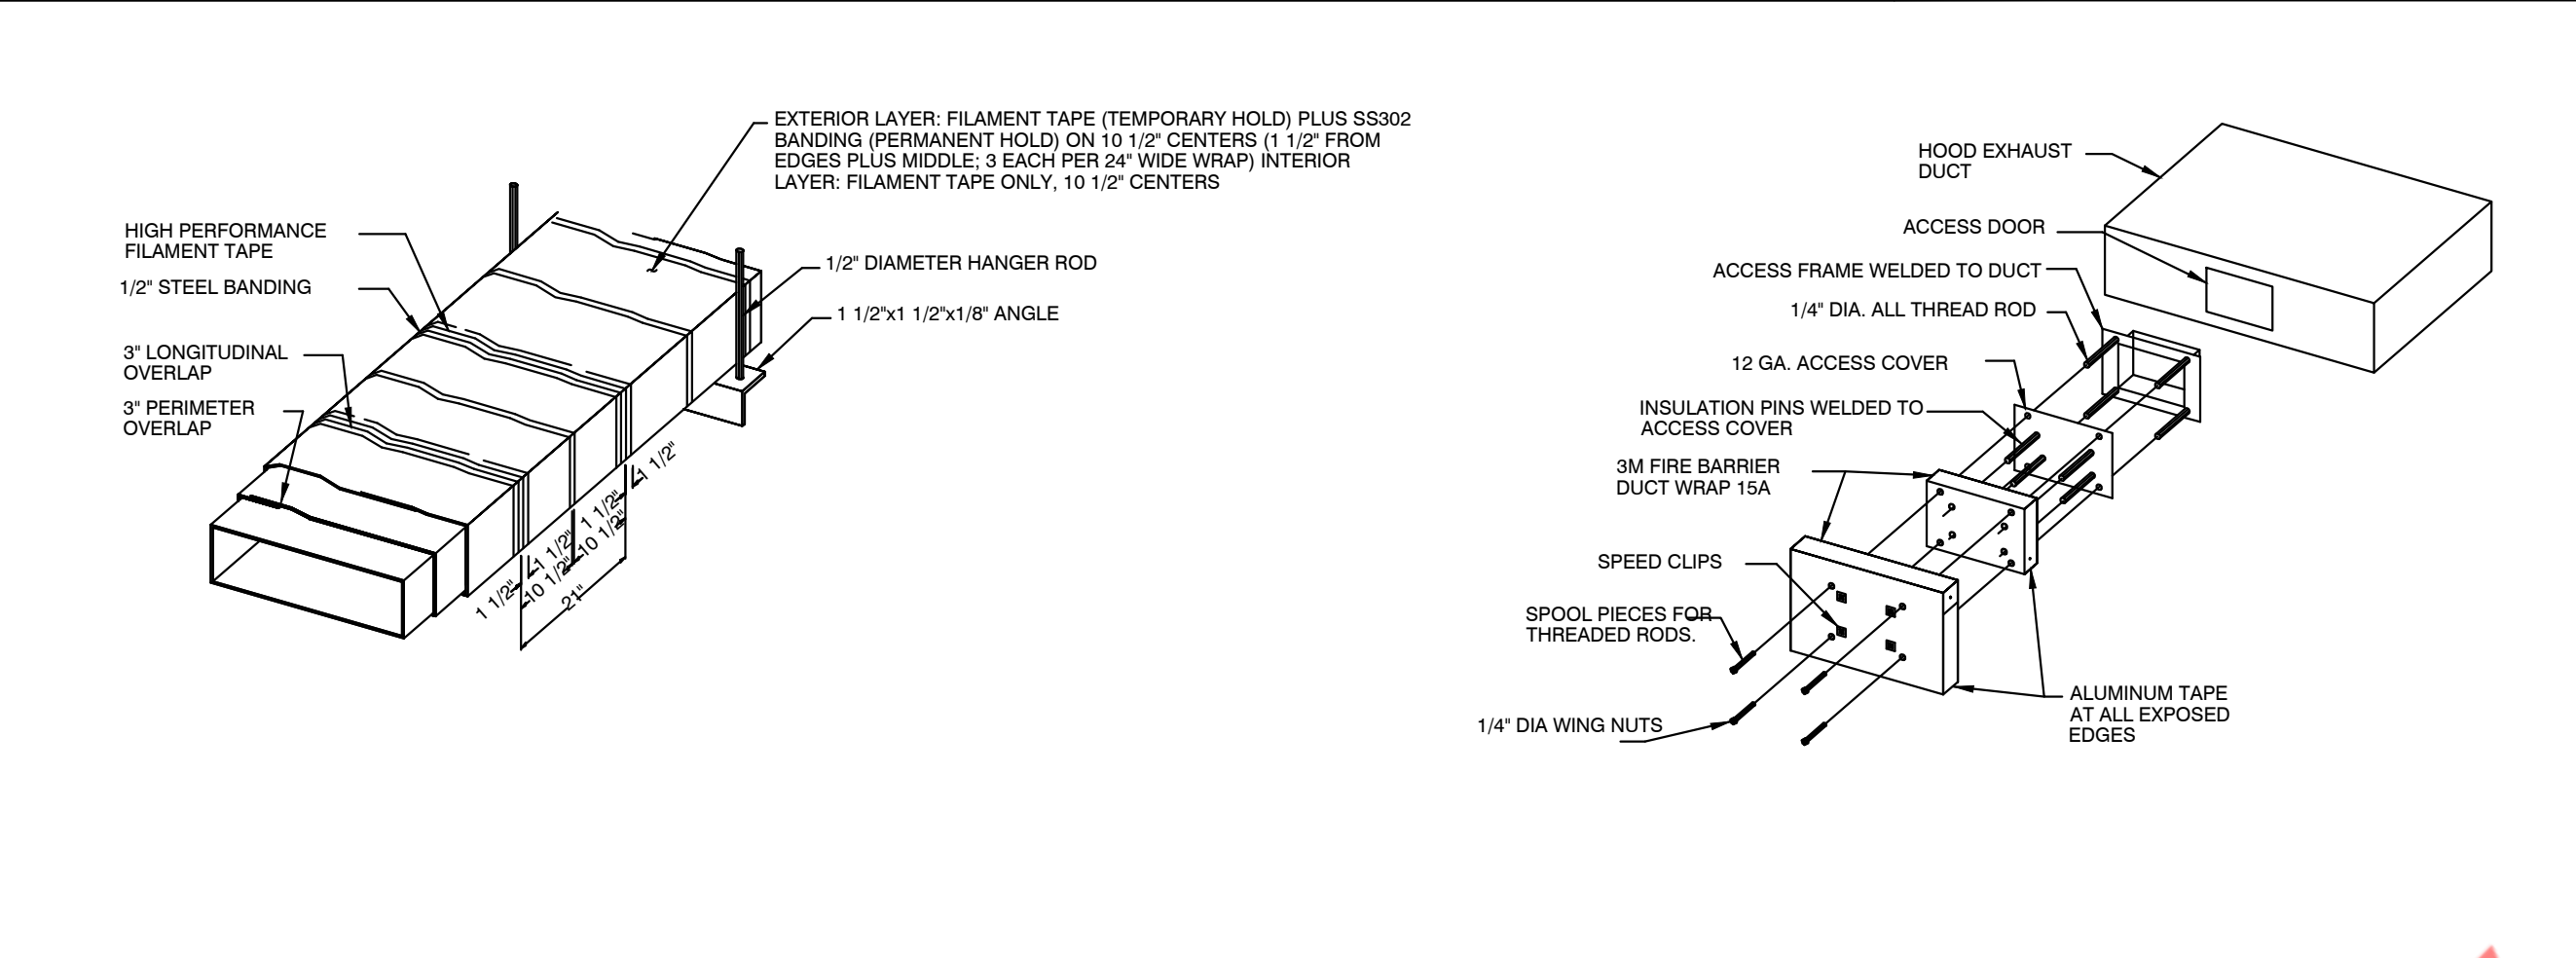 EXTERIOR LAYER: FILAMENT TAPE (TEMPORARY HOLD) PLUS SS302
BANDING (PERMANENT HOLD) ON 10 1/2" CENTERS (1 1/2" FROM
EDGES PLUS MIDDLE; 3 EACH PER 24" WIDE WRAP) INTERIOR
LAYER: FILAMENT TAPE ONLY, 10 1/2" CENTERS
HIGH PERFORMANCE
FILAMENT TAPE
1/2" STEEL BANDING
3" LONGITUDINAL
OVERLAP
3" PERIMETER
OVERLAP
1/2" DIAMETER HANGER ROD
1 1/2"x1 1/2"x1/8" ANGLE
1 1/2"
1 1/2"
10 1/2"
1 1/2"
10 1/2"
1 1/2"
21"
HOOD EXHAUST
DUCT
ACCESS DOOR
ACCESS FRAME WELDED TO DUCT
1/4" DIA. ALL THREAD ROD
12 GA. ACCESS COVER
INSULATION PINS WELDED TO
ACCESS COVER
3M FIRE BARRIER
DUCT WRAP 15A
SPEED CLIPS
SPOOL PIECES FOR
THREADED RODS.
1/4" DIA WING NUTS
ALUMINUM TAPE
AT ALL EXPOSED
EDGES